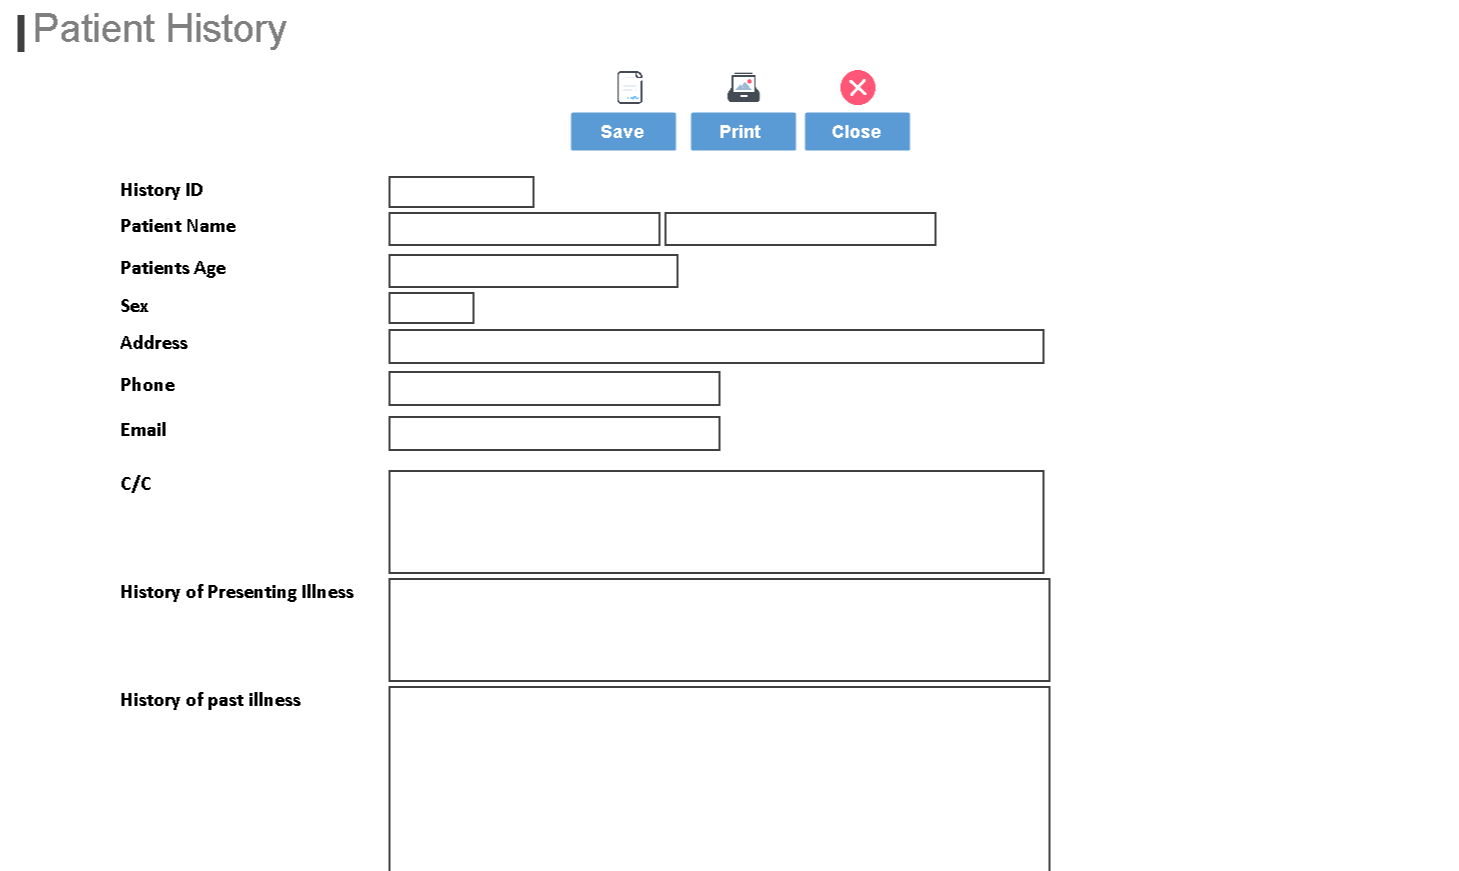 Patient History
Save Print Close
History ID
Patient Name
Patients Age
Sex
Address
Phone
Email
C/C
History of Presenting Illness
History of past illness